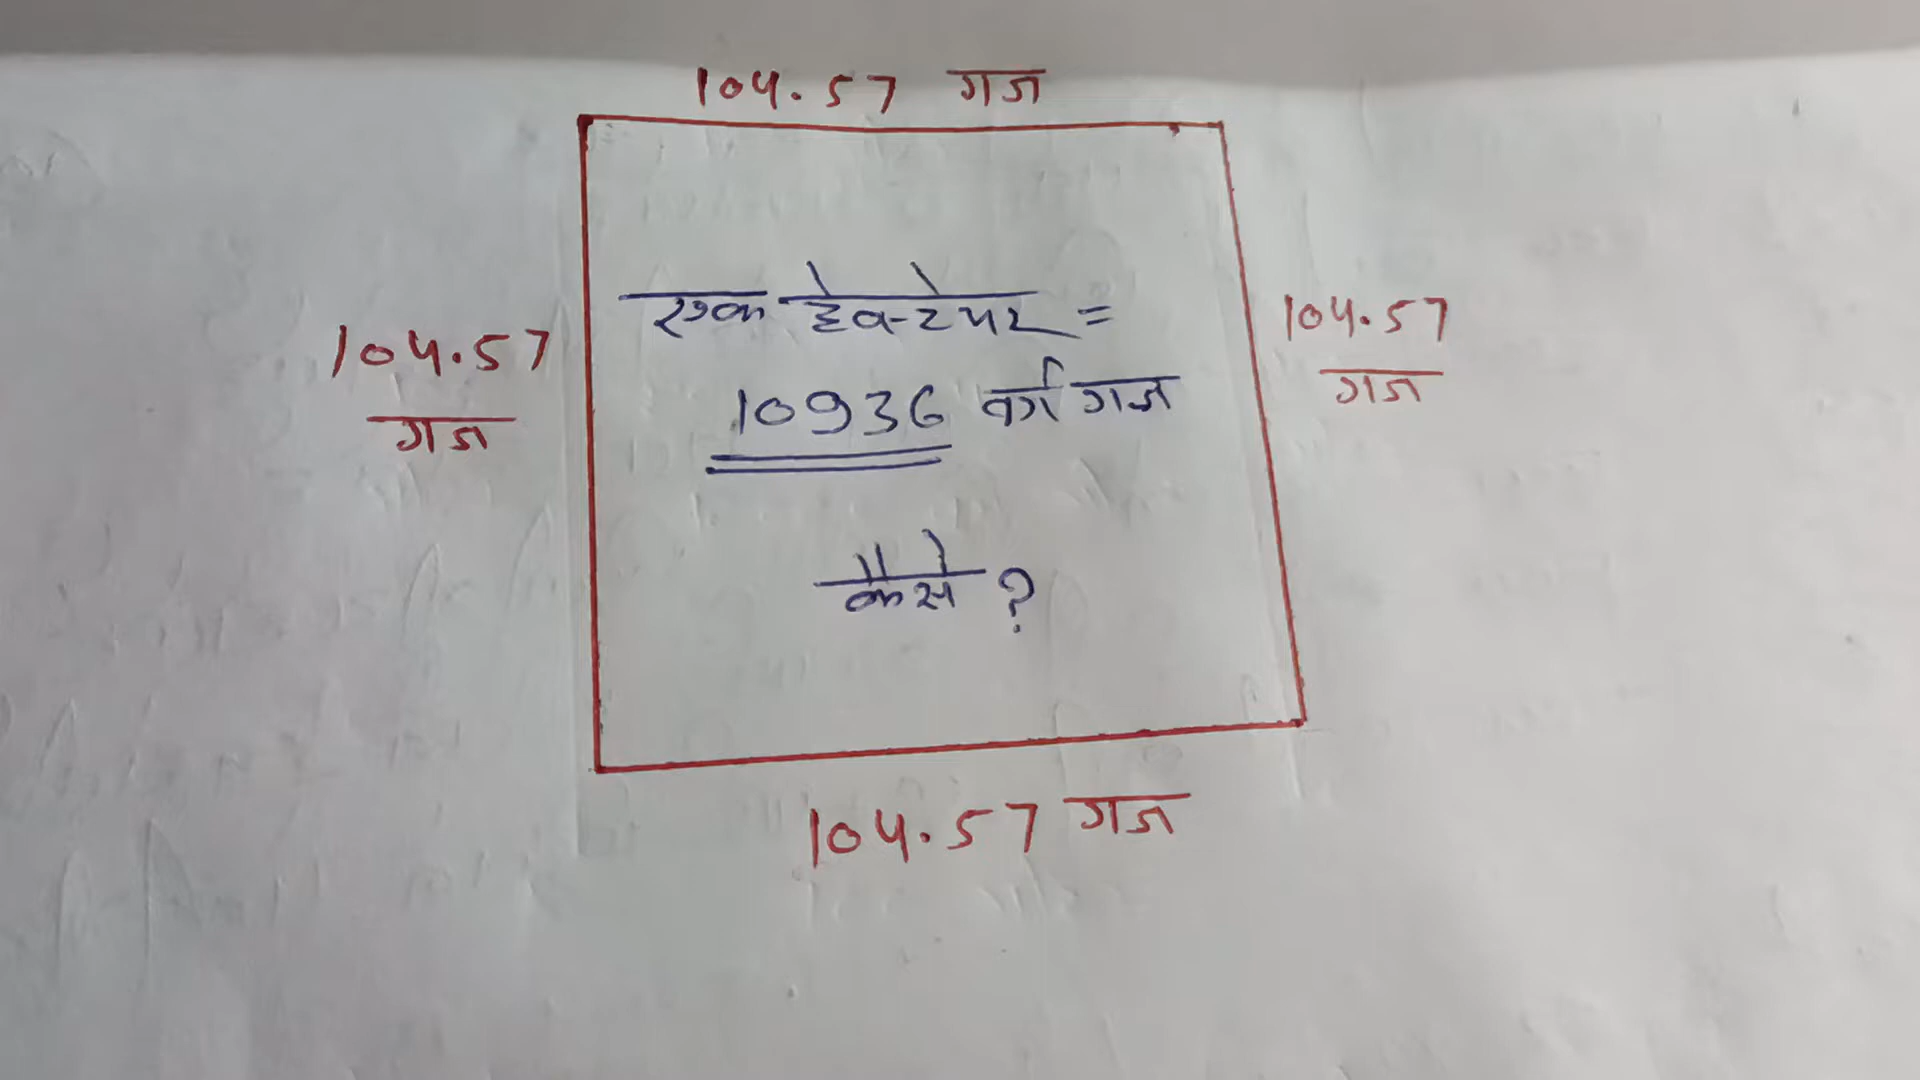 104.57 गज
एक हेक्टेयर =
104.57
गज
10936 वर्ग गज
104.57
गज
कैसे ?
104.57 गज